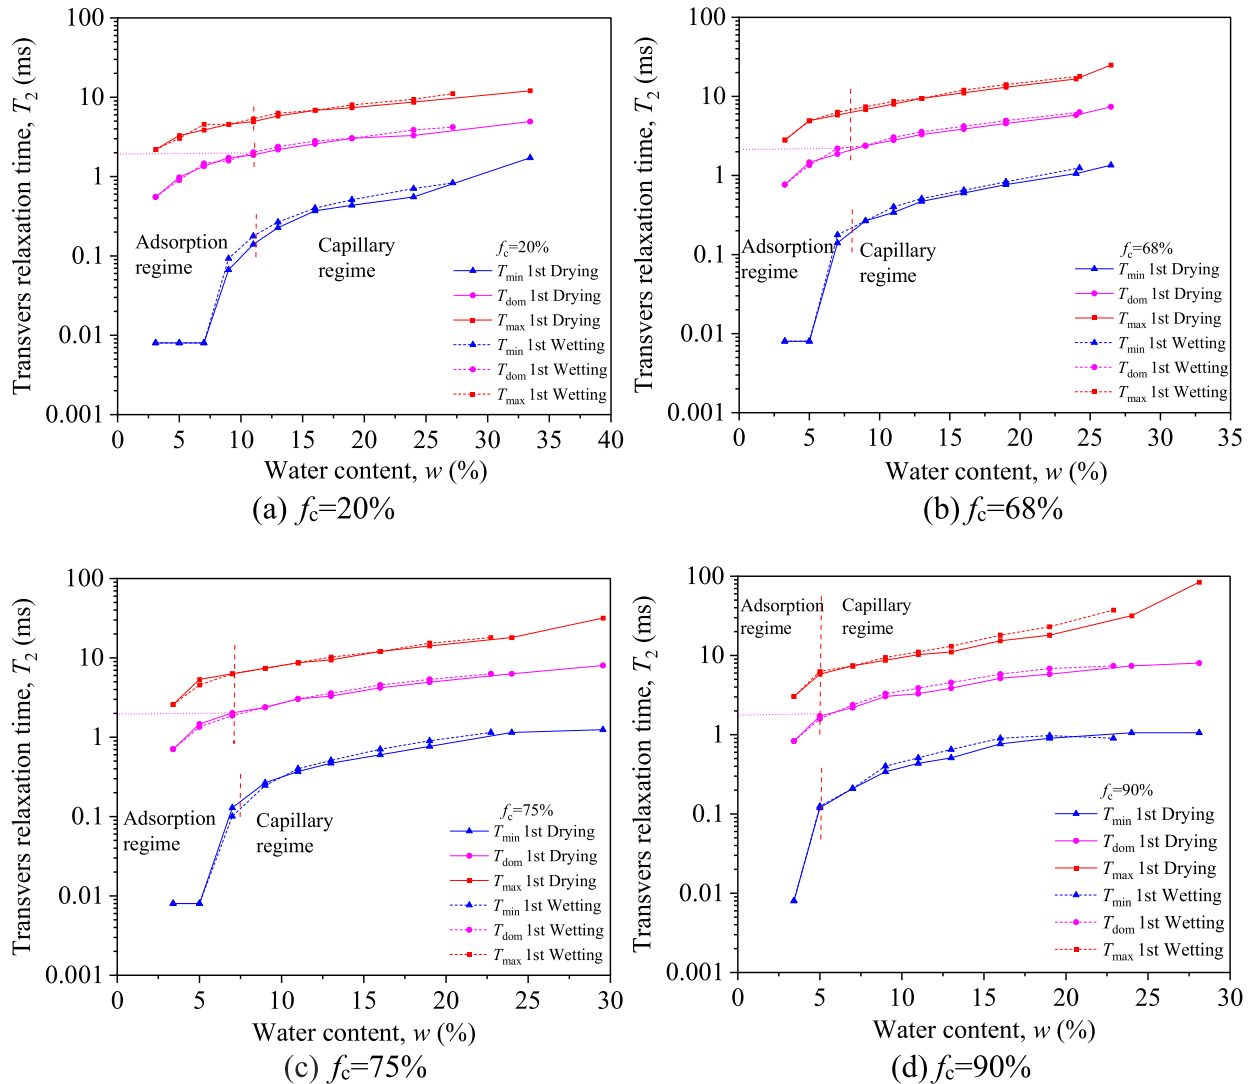 100
10
1
0.1
0.01
0.001
Transvers relaxation time, T2 (ms)
Adsorption
regime
Capillary
regime
fc=20%
Tmin 1st Drying
Tdom 1st Drying
Tmax 1st Drying
Tmin 1st Wetting
Tdom 1st Wetting
Tmax 1st Wetting
0 5 10 15 20 25 30 35 40
Water content, w (%)
(a) fc=20%
100
10
1
0.1
0.01
0.001
Transvers relaxation time, T2 (ms)
Adsorption
regime
Capillary
regime
fc=68%
Tmin 1st Drying
Tdom 1st Drying
Tmax 1st Drying
Tmin 1st Wetting
Tdom 1st Wetting
Tmax 1st Wetting
0 5 10 15 20 25 30 35
Water content, w (%)
(b) fc=68%
100
10
1
0.1
0.01
0.001
Transvers relaxation time, T2 (ms)
Adsorption
regime
Capillary
regime
fc=75%
Tmin 1st Drying
Tdom 1st Drying
Tmax 1st Drying
Tmin 1st Wetting
Tdom 1st Wetting
Tmax 1st Wetting
0 5 10 15 20 25 30
Water content, w (%)
(c) fc=75%
100
10
1
0.1
0.01
0.001
Transvers relaxation time, T2 (ms)
Adsorption
regime
Capillary
regime
fc=90%
Tmin 1st Drying
Tdom 1st Drying
Tmax 1st Drying
Tmin 1st Wetting
Tdom 1st Wetting
Tmax 1st Wetting
0 5 10 15 20 25 30
Water content, w (%)
(d) fc=90%